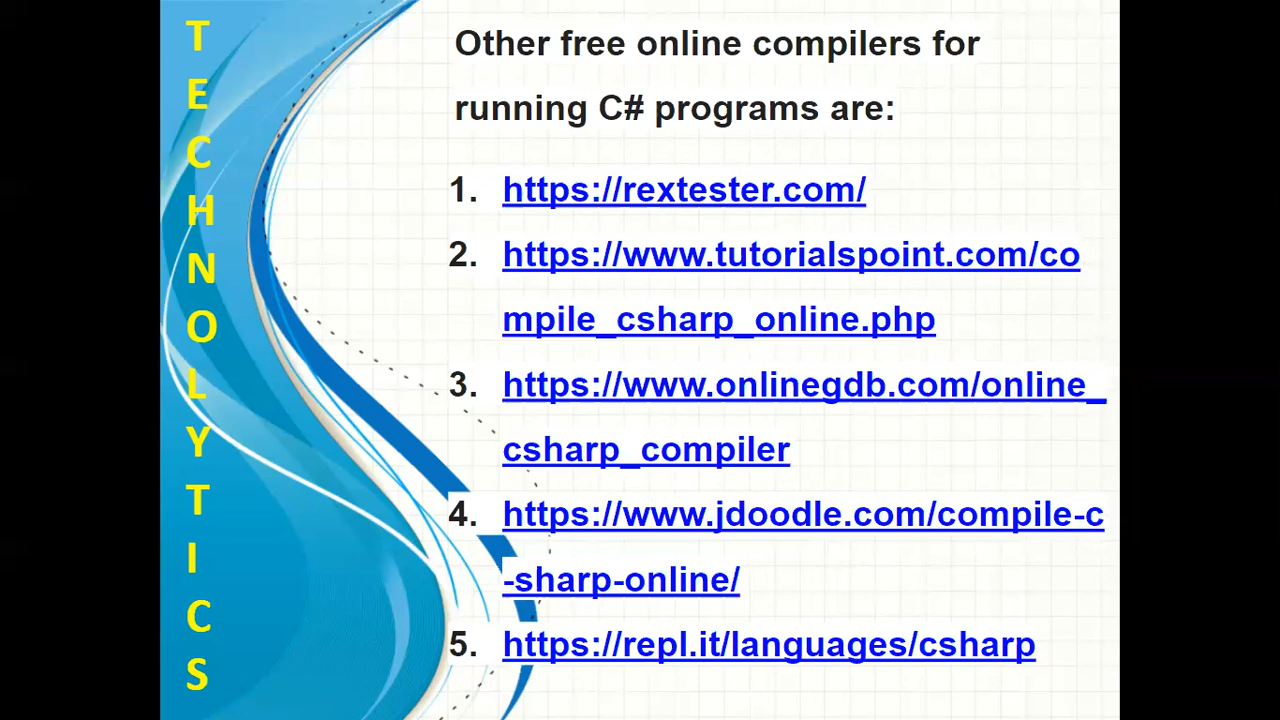 TECHNOLYTICS
Other free online compilers for
running C# programs are:
1. https://rextester.com/
2. https://www.tutorialspoint.com/co
mpile_csharp_online.php
3. https://www.onlinegdb.com/online_
csharp_compiler
4. https://www.jdoodle.com/compile-c
-sharp-online/
5. https://repl.it/languages/csharp